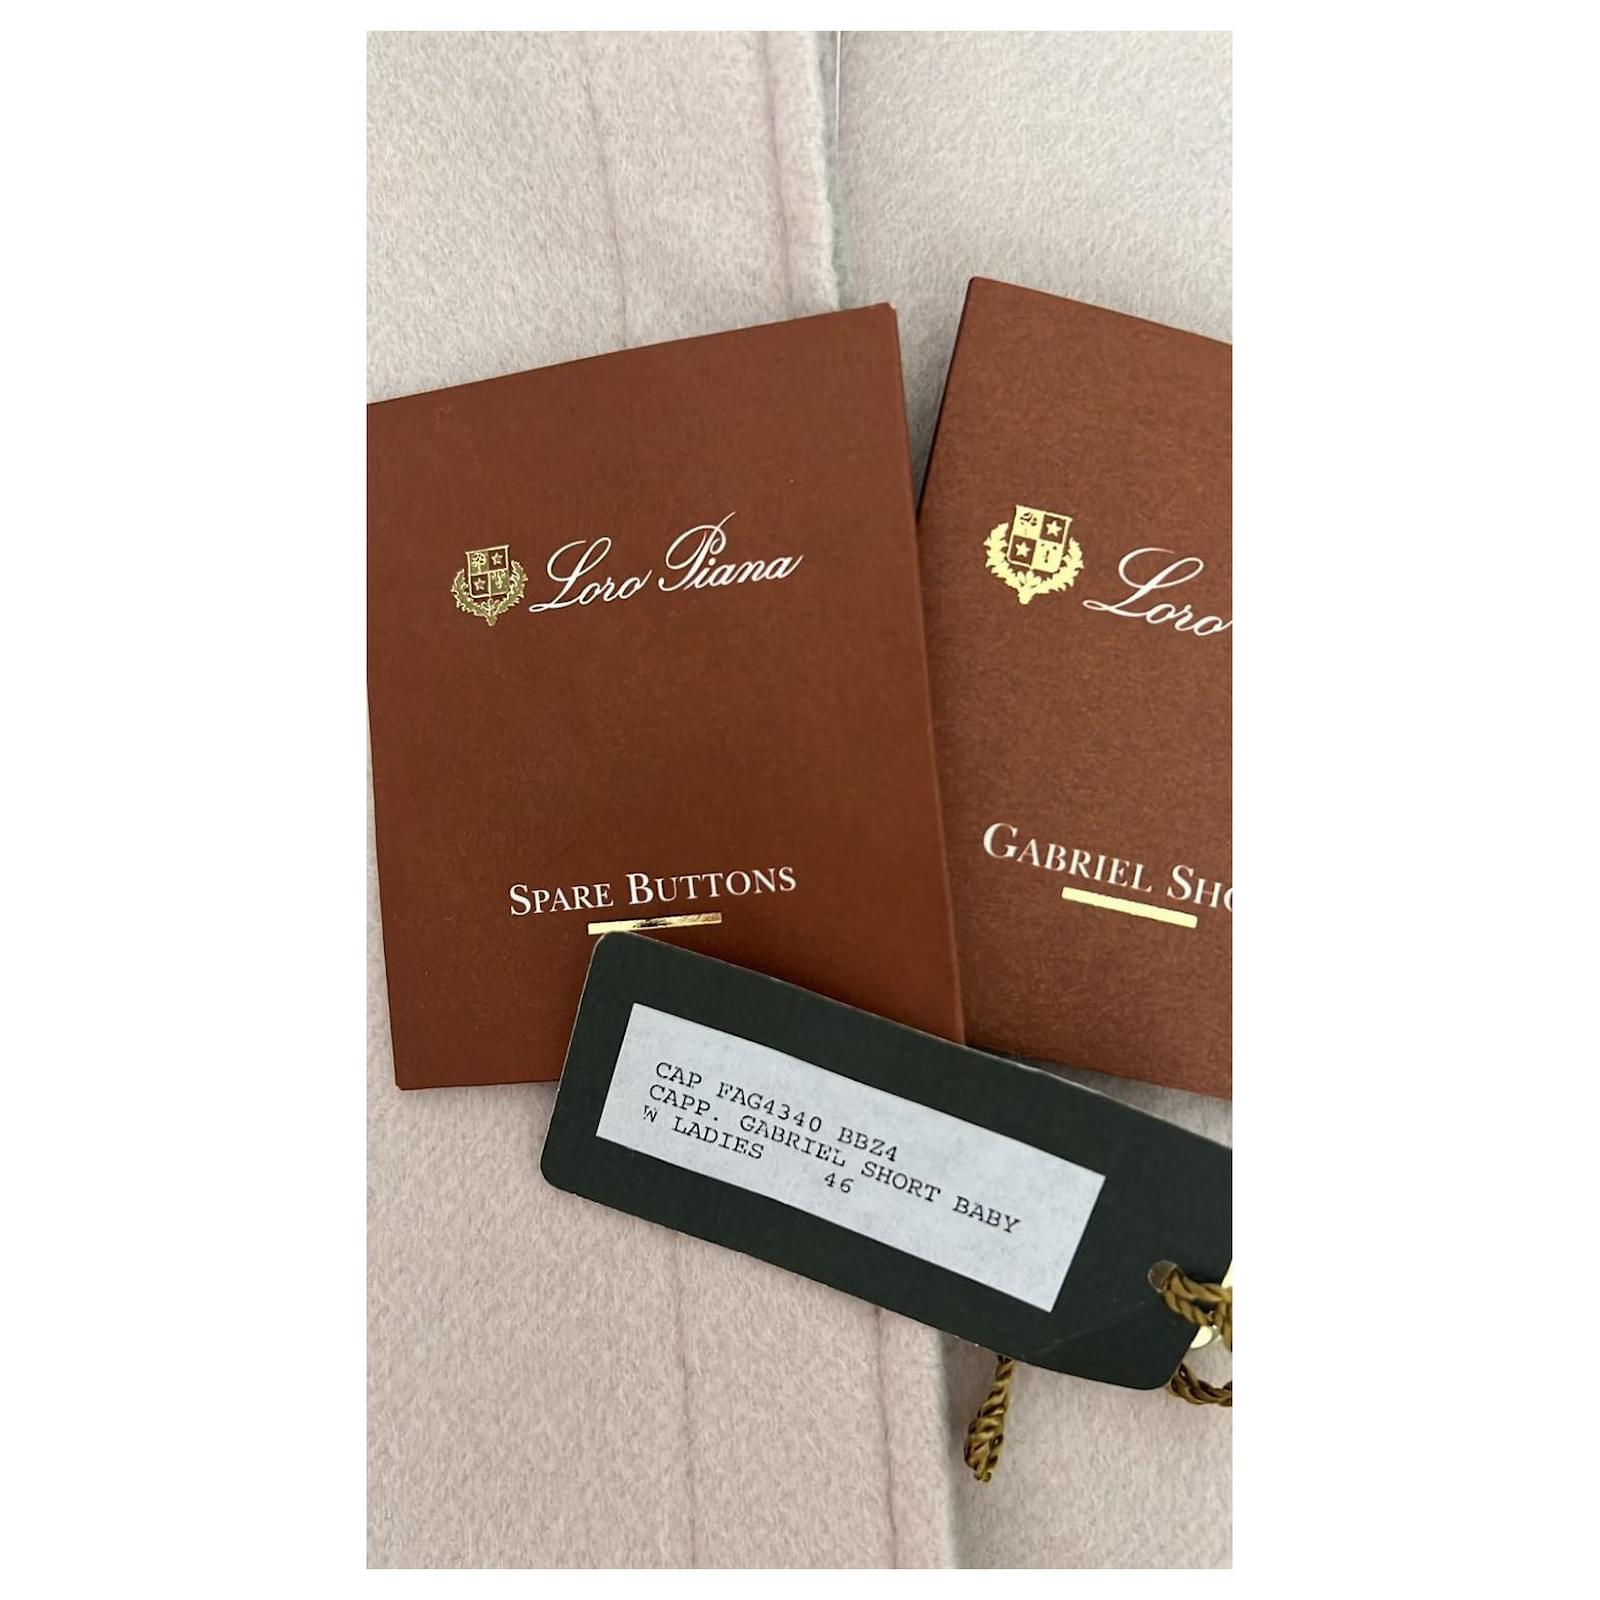 Loro Piana
SPARE BUTTONS
Loro
GABRIEL SHO
CAP FAG4340 BBZ4
CAPP. GABRIEL SHORT BABY
W LADIES 46